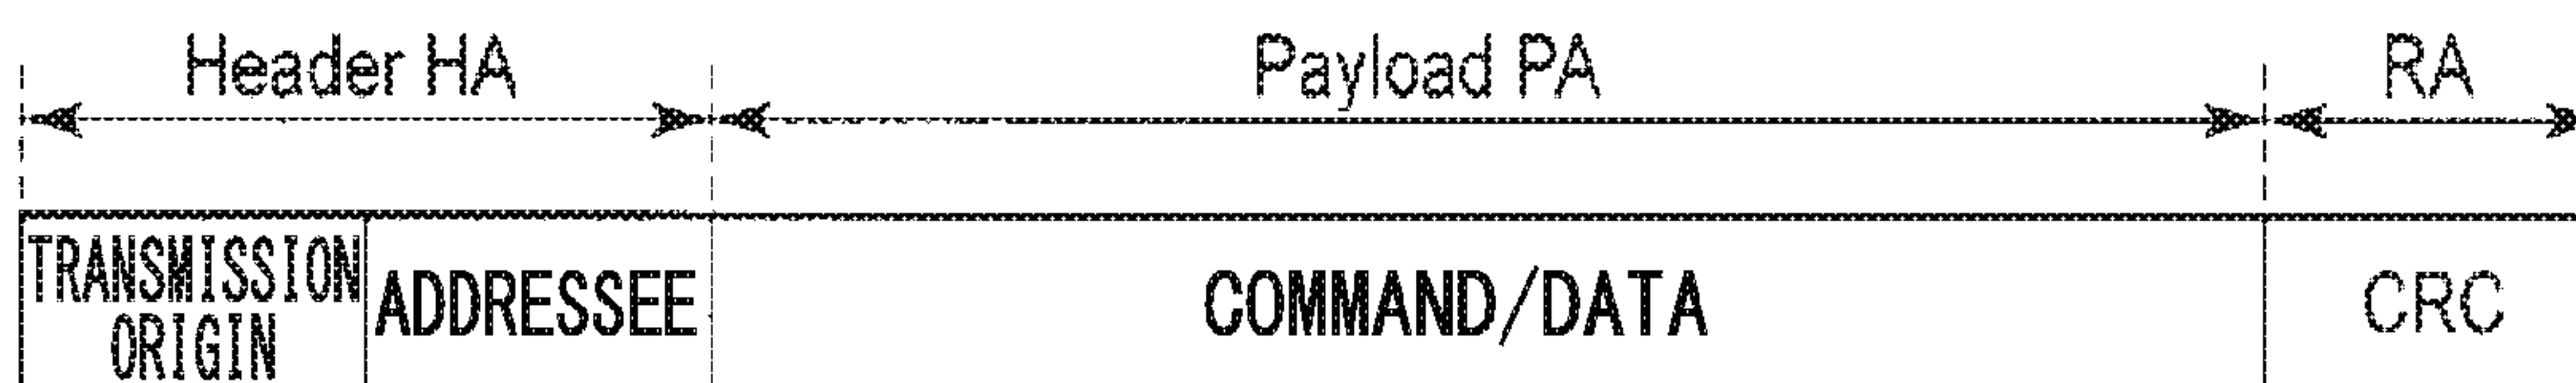 Header HA Payload PA RA
TRANSMISSION ORIGIN ADDRESSEE COMMAND/DATA CRC